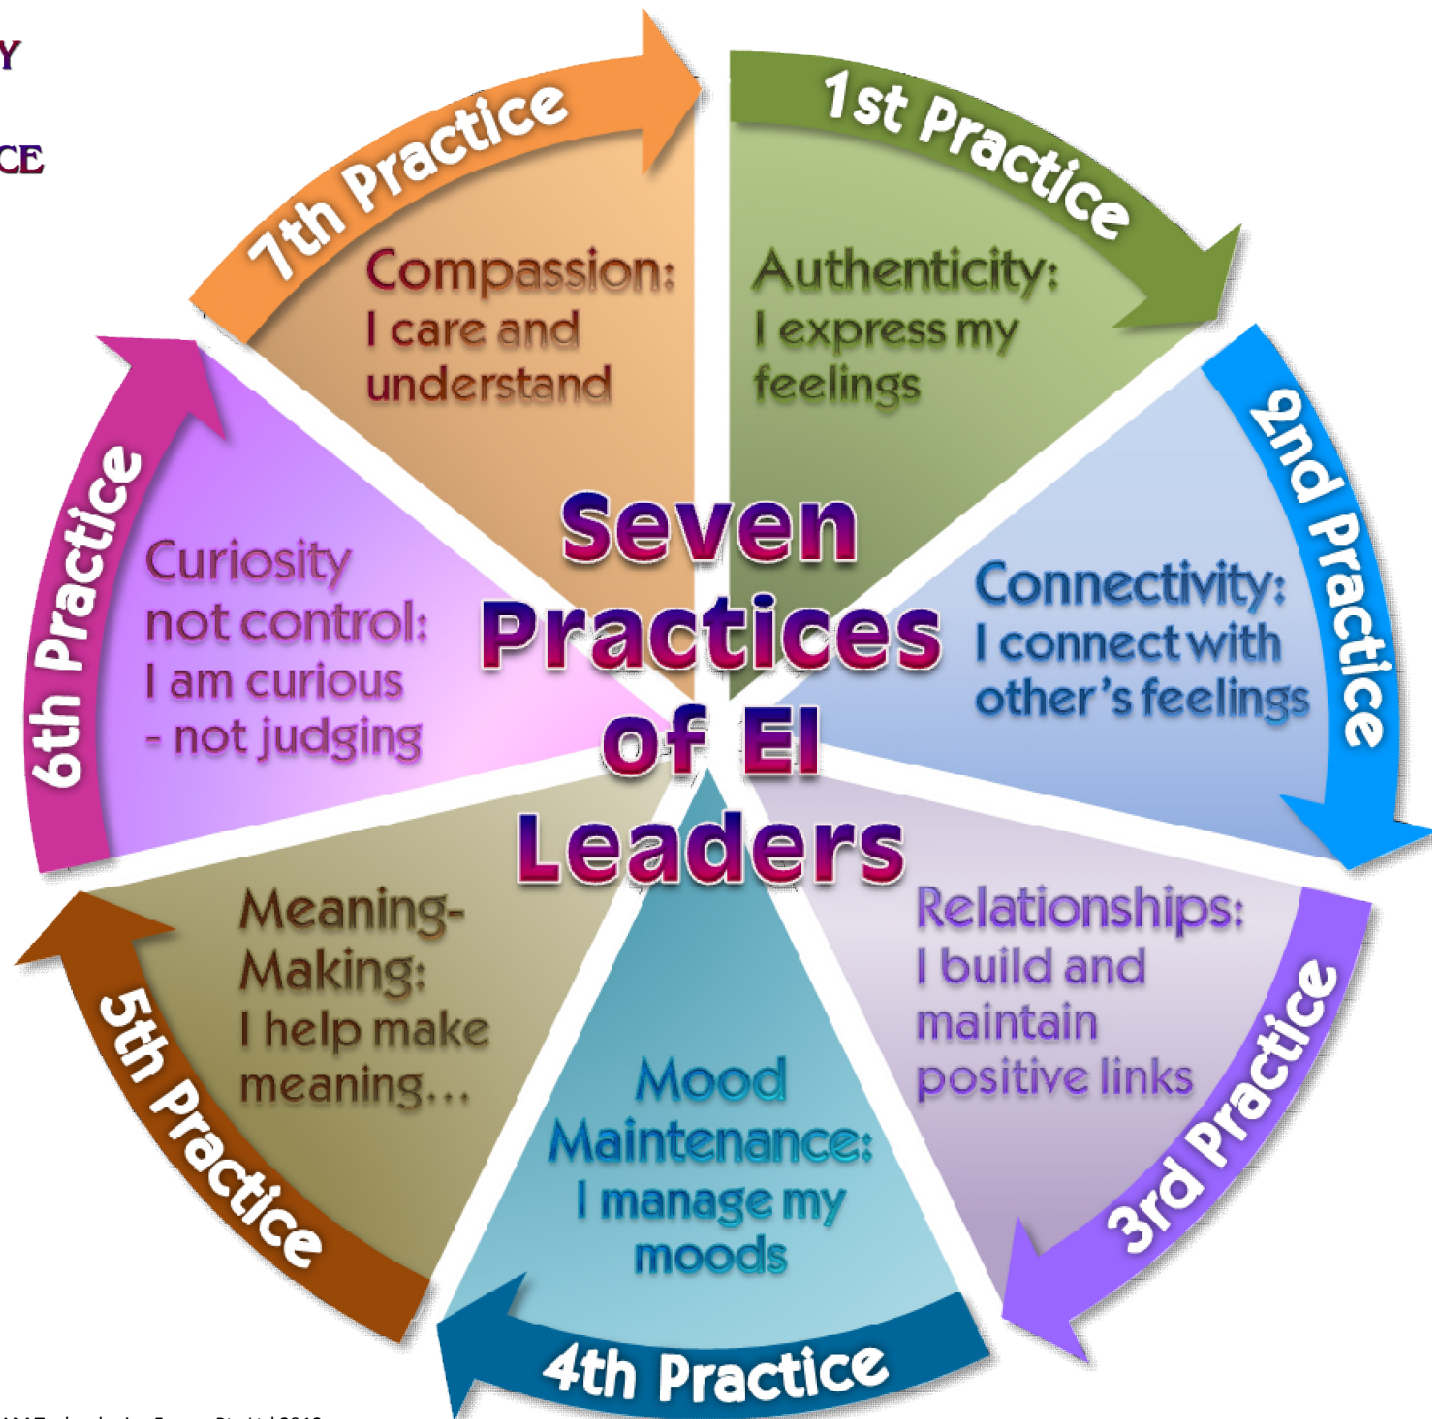 Y
CE
1st Practice
Authenticity:
I express my
feelings
2nd Practice
Connectivity:
I connect with
other's feelings
3rd Practice
Relationships:
I build and
maintain
positive links
4th Practice
Mood
Maintenance:
I manage my
moods
5th Practice
Meaning-
Making:
I help make
meaning...
6th Practice
Curiosity
not control:
I am curious
- not judging
7th Practice
Compassion:
I care and
understand
Seven
Practices
of EI
Leaders